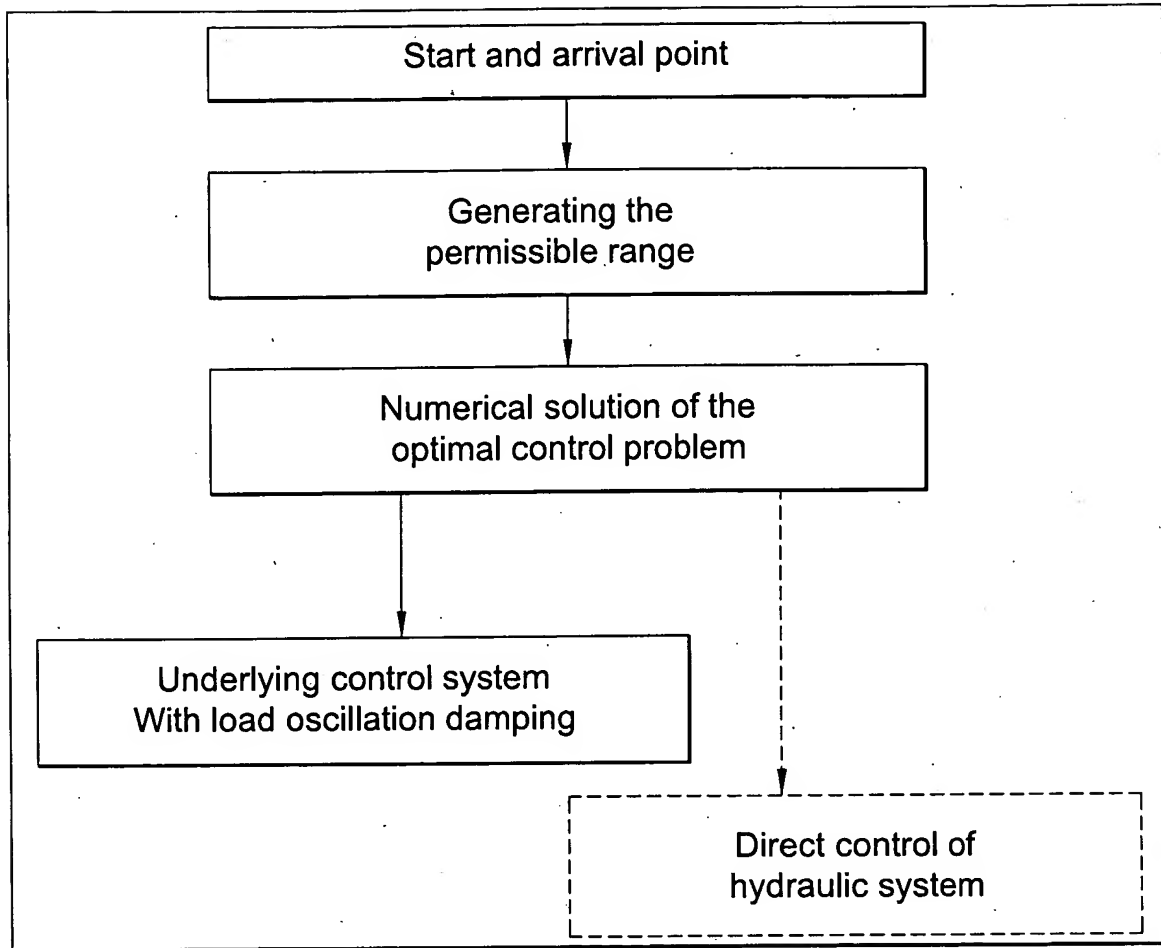 Start and arrival point
Generating the
permissible range
Numerical solution of the
optimal control problem
Underlying control system
With load oscillation damping
Direct control of
hydraulic system